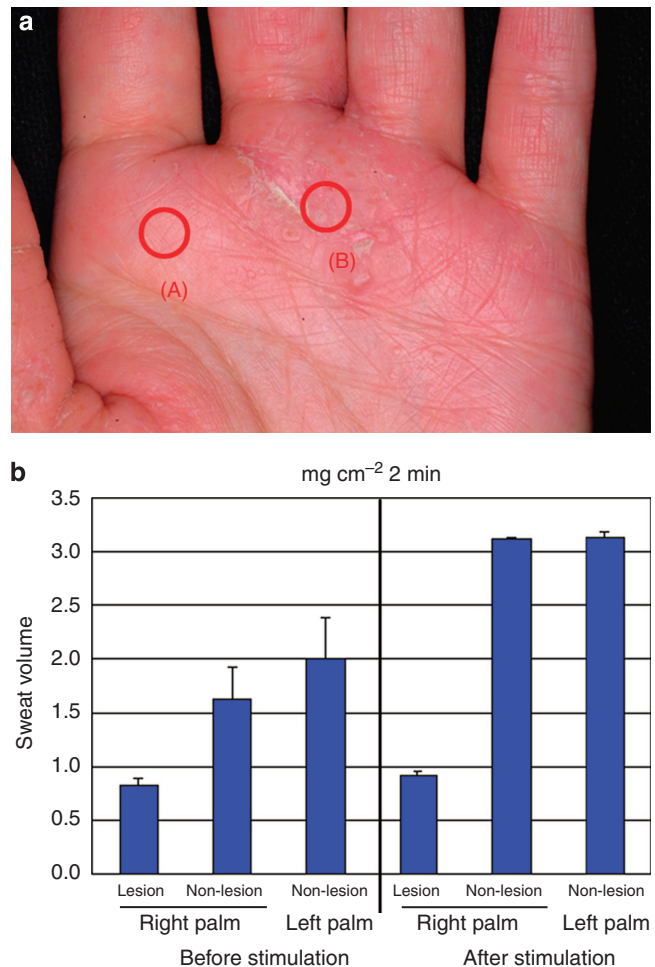 a
(A)
(B)
b
mg cm⁻² 2 min
Sweat volume
3.5
3.0
2.5
2.0
1.5
1.0
0.5
0.0
Lesion Non-lesion Non-lesion Lesion Non-lesion Non-lesion
Right palm Left palm Right palm Left palm
Before stimulation After stimulation